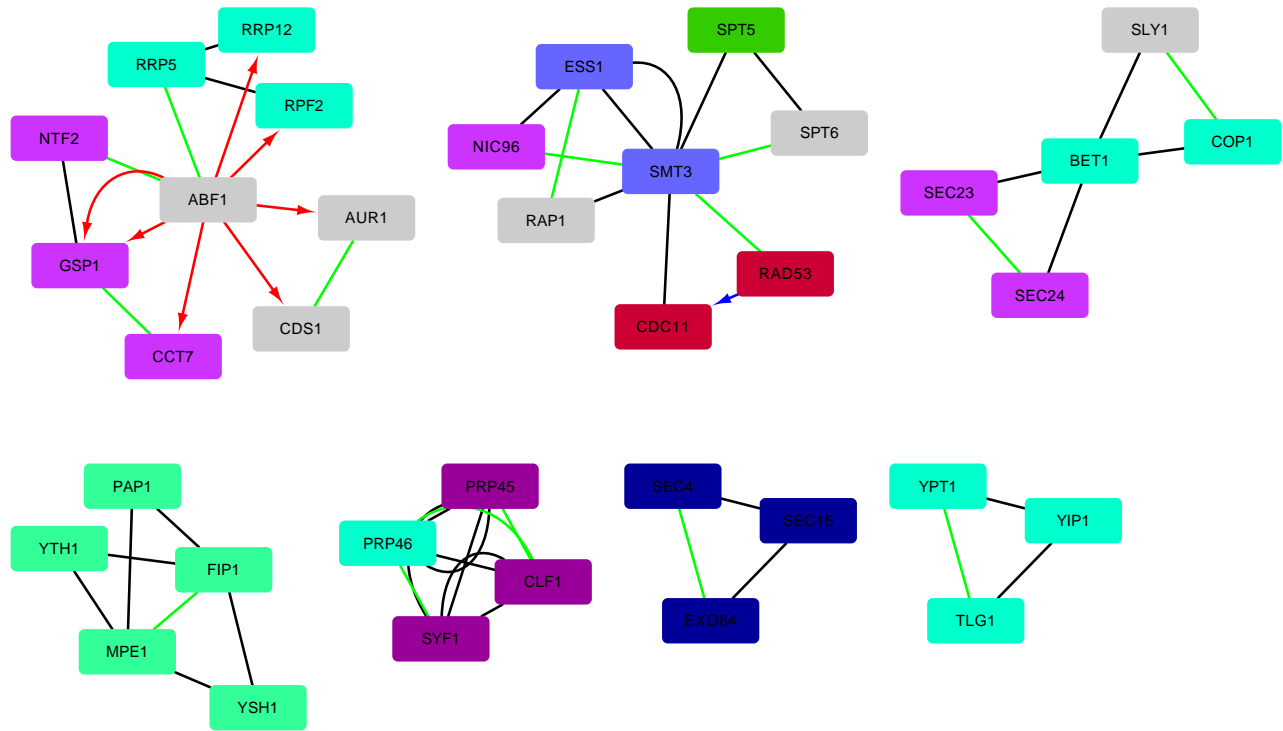 RRP12
RRP5
RPF2
NTF2
ABF1
AUR1
GSP1
CDS1
CCT7
SPT5
ESS1
SPT6
NIC96
SMT3
RAP1
RAD53
CDC11
SLY1
COP1
BET1
SEC23
SEC24
PAP1
YTH1
FIP1
MPE1
YSH1
PRP45
PRP46
CLF1
SYF1
SEC4
SEC15
EXO84
YPT1
YIP1
TLG1